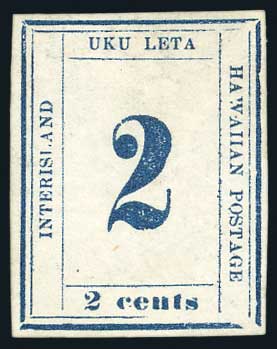 UKU LETA
INTERISLAND
2
HAWAIIAN POSTAGE
2 cents